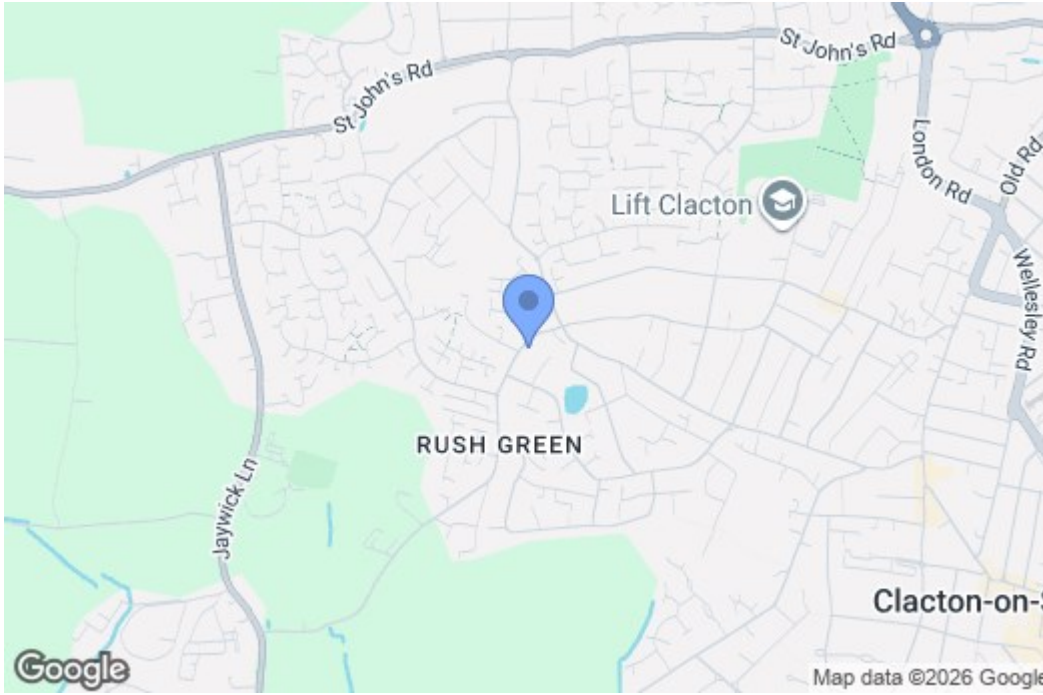 St John's Rd
St John's Rd
London Rd
Old Rd
Lift Clacton
Wellesley Rd
RUSH GREEN
Jaywick Ln
Clacton-on-S
Google
Map data ©2026 Google